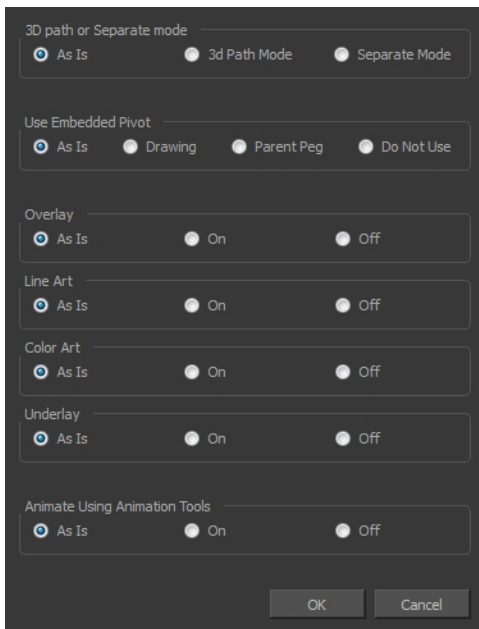 3D path or Separate mode
As Is 3d Path Mode Separate Mode
Use Embedded Pivot
As Is Drawing Parent Peg Do Not Use
Overlay
As Is On Off
Line Art
As Is On Off
Color Art
As Is On Off
Underlay
As Is On Off
Animate Using Animation Tools
As Is On Off
OK Cancel